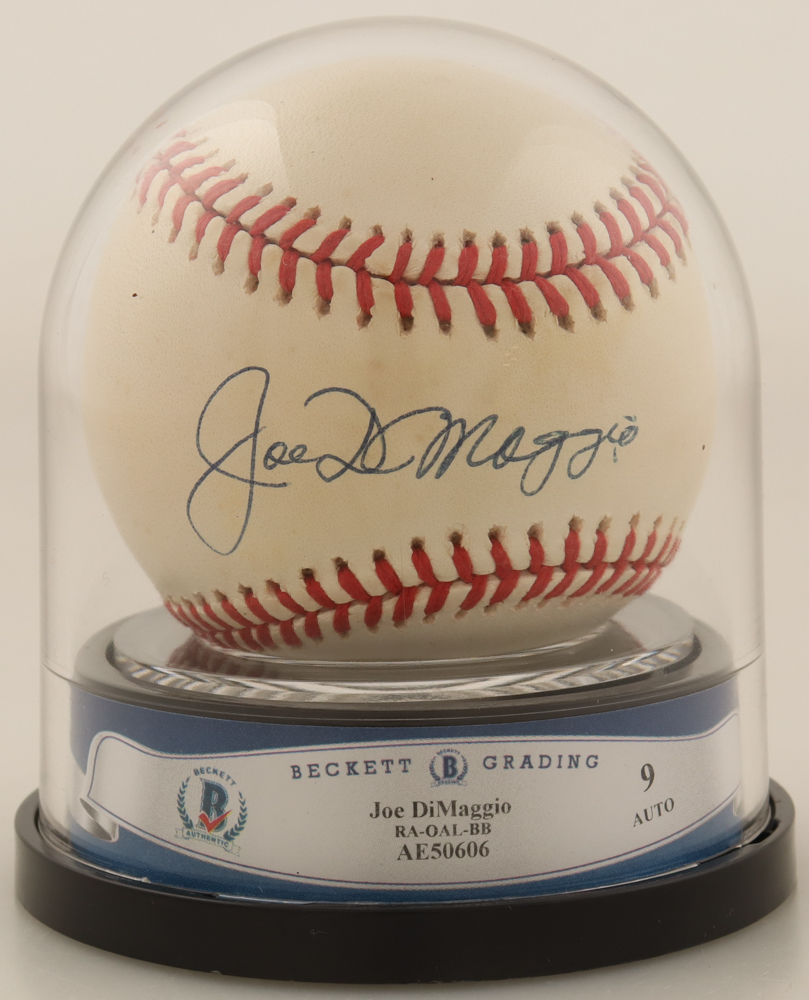 Joe DiMaggio
BECKETT B GRADING
BECKETT
B
AUTHENTIC
Joe DiMaggio
RA-OAL-BB
AE50606
9
AUTO